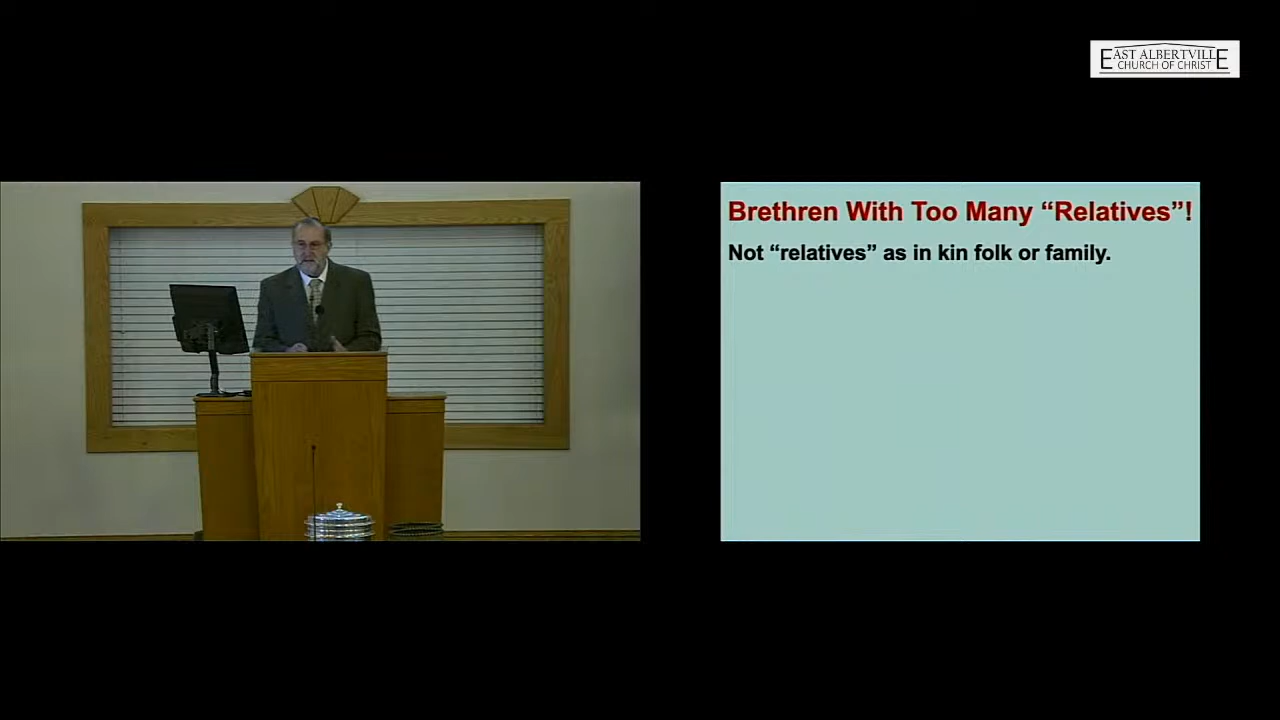 EAST ALBERTVILLE
CHURCH OF CHRIST
Brethren With Too Many “Relatives”!
Not “relatives” as in kin folk or family.